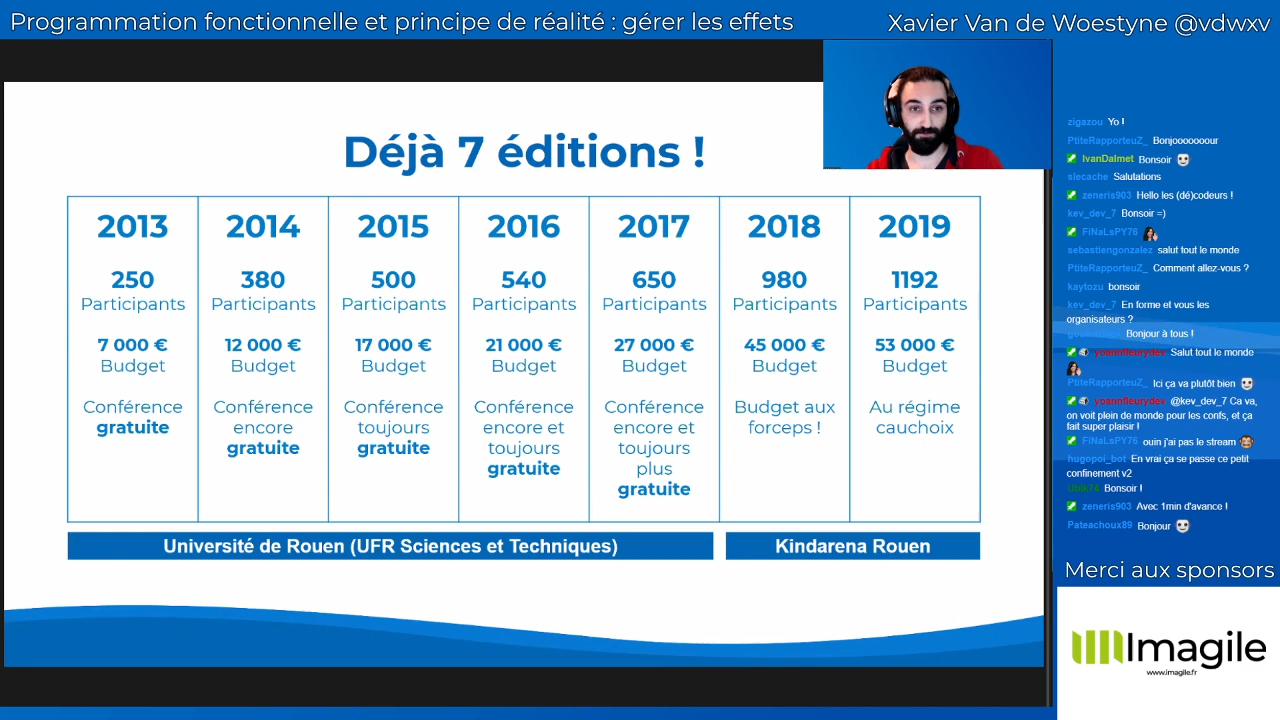 Programmation fonctionnelle et principe de réalité : gérer les effets
Xavier Van de Woestyne @vdwxv
Déjà 7 éditions !
2013
250
Participants
7 000 €
Budget
Conférence
gratuite
2014
380
Participants
12 000 €
Budget
Conférence
encore
gratuite
2015
500
Participants
17 000 €
Budget
Conférence
toujours
gratuite
2016
540
Participants
21 000 €
Budget
Conférence
encore et
toujours
gratuite
2017
650
Participants
27 000 €
Budget
Conférence
encore et
toujours
plus
gratuite
2018
980
Participants
45 000 €
Budget
Budget aux
forceps !
2019
1192
Participants
53 000 €
Budget
Au régime
cauchoix
Université de Rouen (UFR Sciences et Techniques)
Kindarena Rouen
zigazou Yo !
PtiteRapporteuZ_ Bonjooooooour
IvanDalmet Bonsoir
slecache Salutations
zeneris903 Hello les (dé)codeurs !
kev_dev_7 Bonsoir =)
FiNaLsPY76
sebastiengonzalez salut tout le monde
PtiteRapporteuZ_ Comment allez-vous ?
kaytozu bonsoir
kev_dev_7 En forme et vous les
organisateurs ?
Bonjour à tous !
yoannfleurydev Salut tout le monde
PtiteRapporteuZ_ Ici ça va plutôt bien
yoannfleurydev @kev_dev_7 Ca va,
on voit plein de monde pour les confs, et ça
fait super plaisir !
FiNaLsPY76 ouin j'ai pas le stream
hugopoi_bot En vrai ça se passe ce petit
confinement v2
Bonsoir !
zeneris903 Avec 1min d'avance !
Pateachoux89 Bonjour
Merci aux sponsors
Imagile
www.imagile.fr